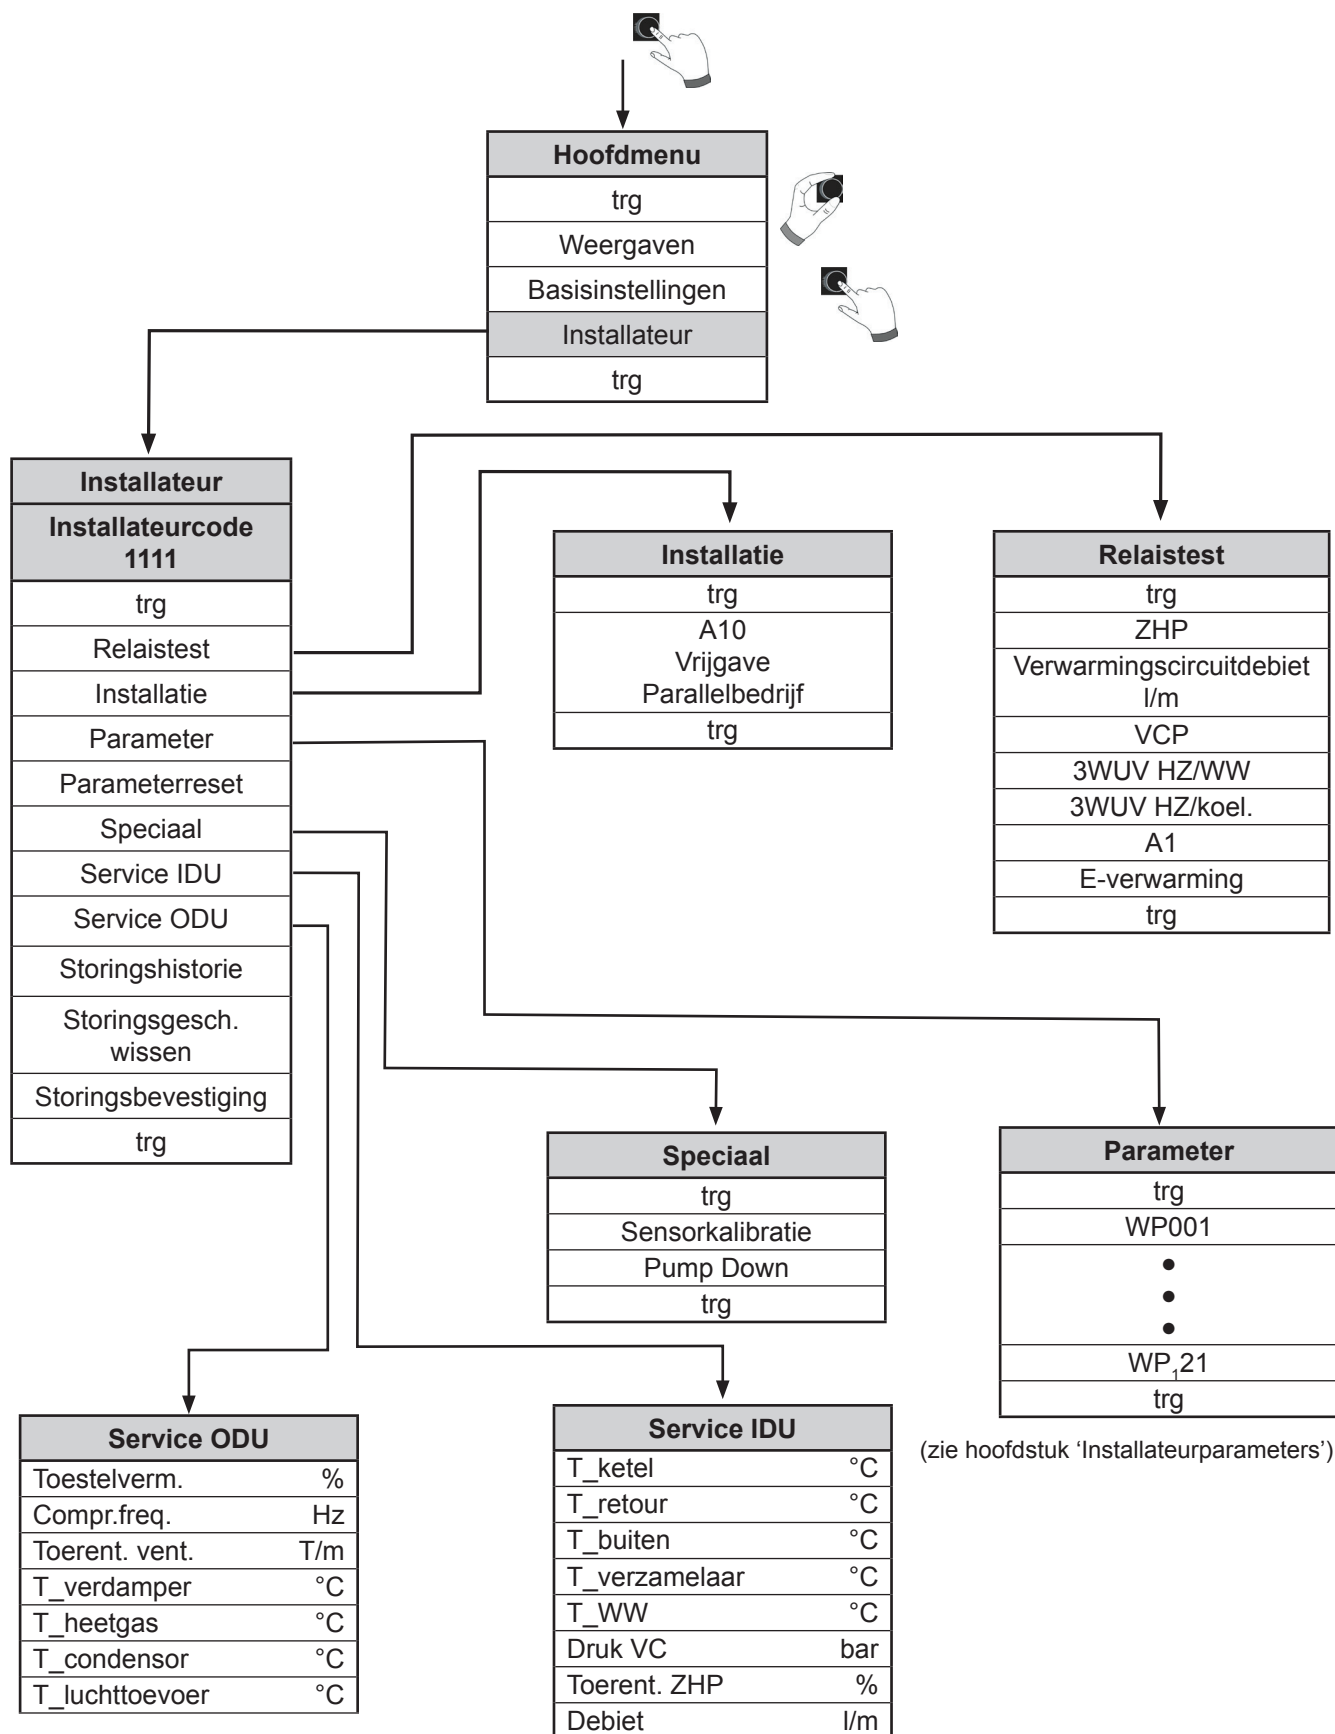 Hoofdmenu
trg
Weergaven
Basisinstellingen
Installateur
trg
Installateur
Installateurcode
1111
trg
Relaistest
Installatie
Parameter
Parameterreset
Speciaal
Service IDU
Service ODU
Storingshistorie
Storingsgesch.
wissen
Storingsbevestiging
trg
Installatie
trg
A10
Vrijgave
Parallelbedrijf
trg
Relaistest
trg
ZHP
Verwarmingscircuitdebiet
l/m
VCP
3WUV HZ/WW
3WUV HZ/koel.
A1
E-verwarming
trg
Speciaal
trg
Sensorkalibratie
Pump Down
trg
Parameter
trg
WP001
•
•
•
WP121
trg
(zie hoofdstuk ‘Installateurparameters’)
Service ODU
Toestelverm. %
Compr.freq. Hz
Toerent. vent. T/m
T_verdamper °C
T_heetgas °C
T_condensor °C
T_luchttoevoer °C
Service IDU
T_ketel °C
T_retour °C
T_buiten °C
T_verzamelaar °C
T_WW °C
Druk VC bar
Toerent. ZHP %
Debiet l/m